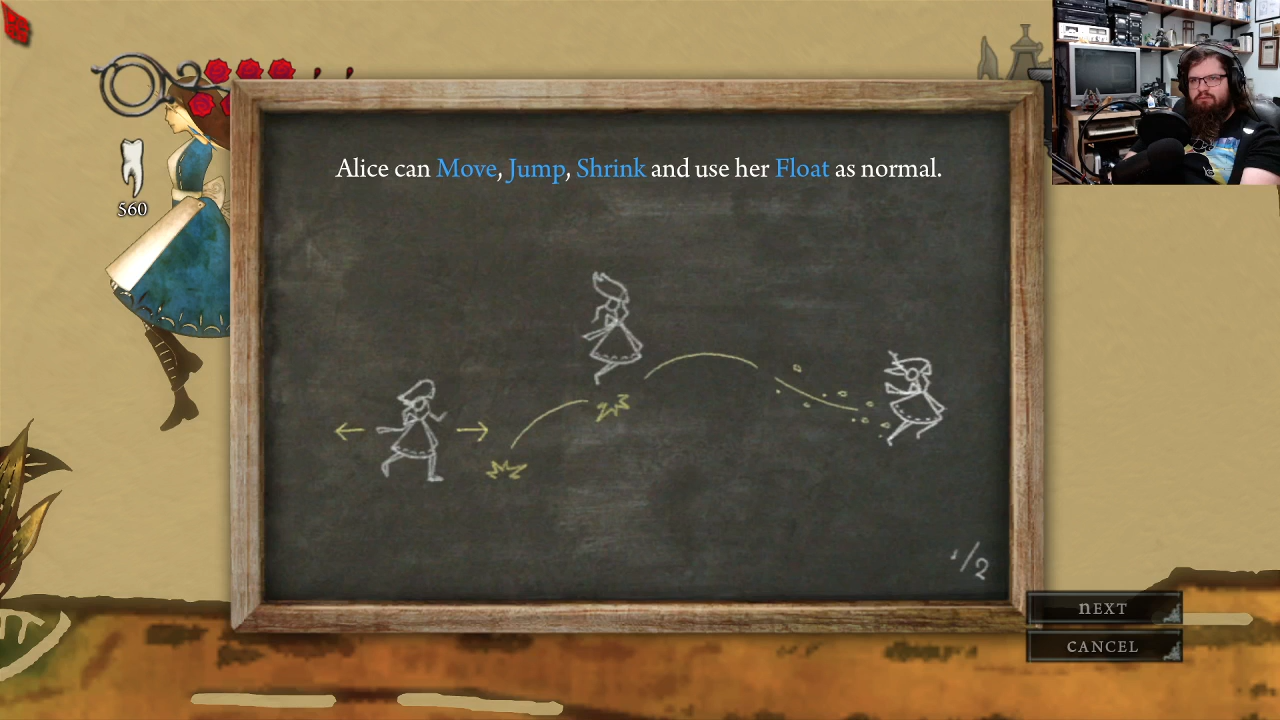 Alice can Move, Jump, Shrink and use her Float as normal.
560
1/2
NEXT
CANCEL